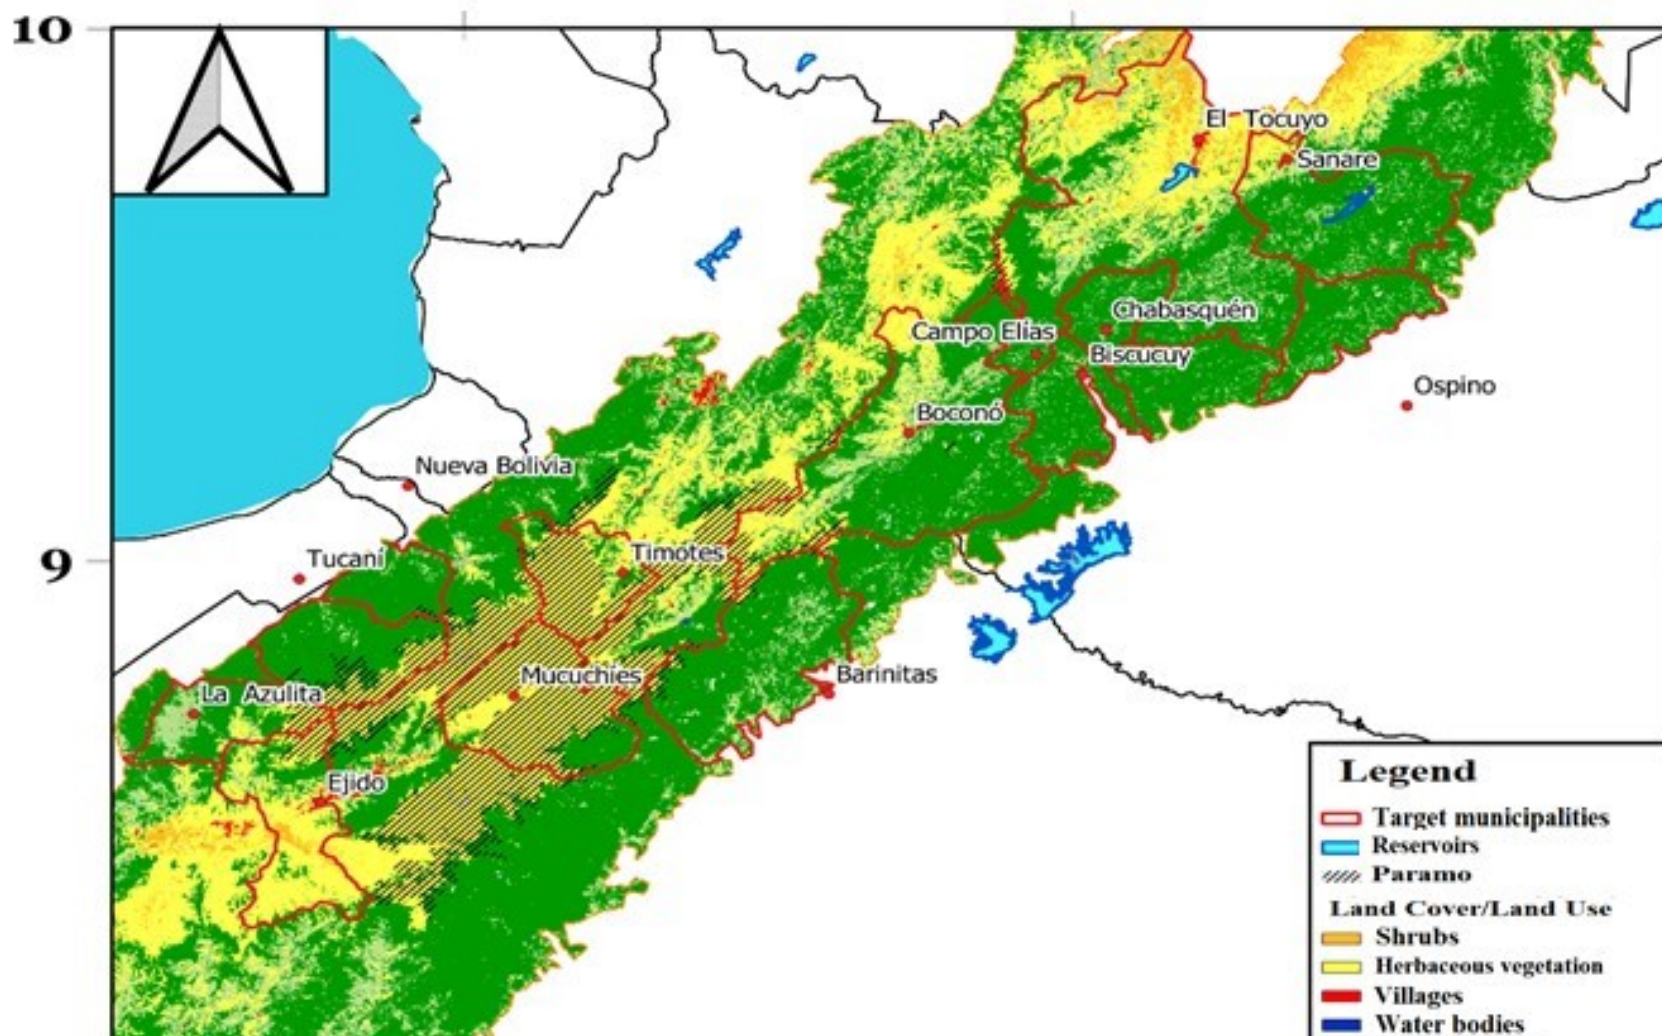 10
El Tocuyo
Sanare
Chabasquén
Campo Elías
Biscucuy
Ospino
Boconó
Nueva Bolivia
9
Tucaní
Timotes
Mucuchíes
Barinitas
La Azulita
Ejido
Legend
Target municipalities
Reservoirs
Paramo
Land Cover/Land Use
Shrubs
Herbaceous vegetation
Villages
Water bodies